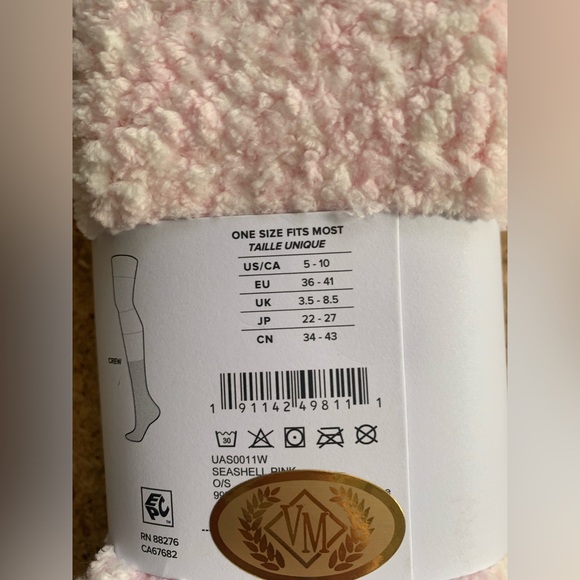 ONE SIZE FITS MOST
TAILLE UNIQUE
US/CA 5 - 10
EU 36 - 41
UK 3.5 - 8.5
JP 22 - 27
CN 34 - 43
CREW
1 91142 49811 1
30
UAS0011W
SEASHELL PINK
O/S
EPC
RN 88276
CA67682
VM